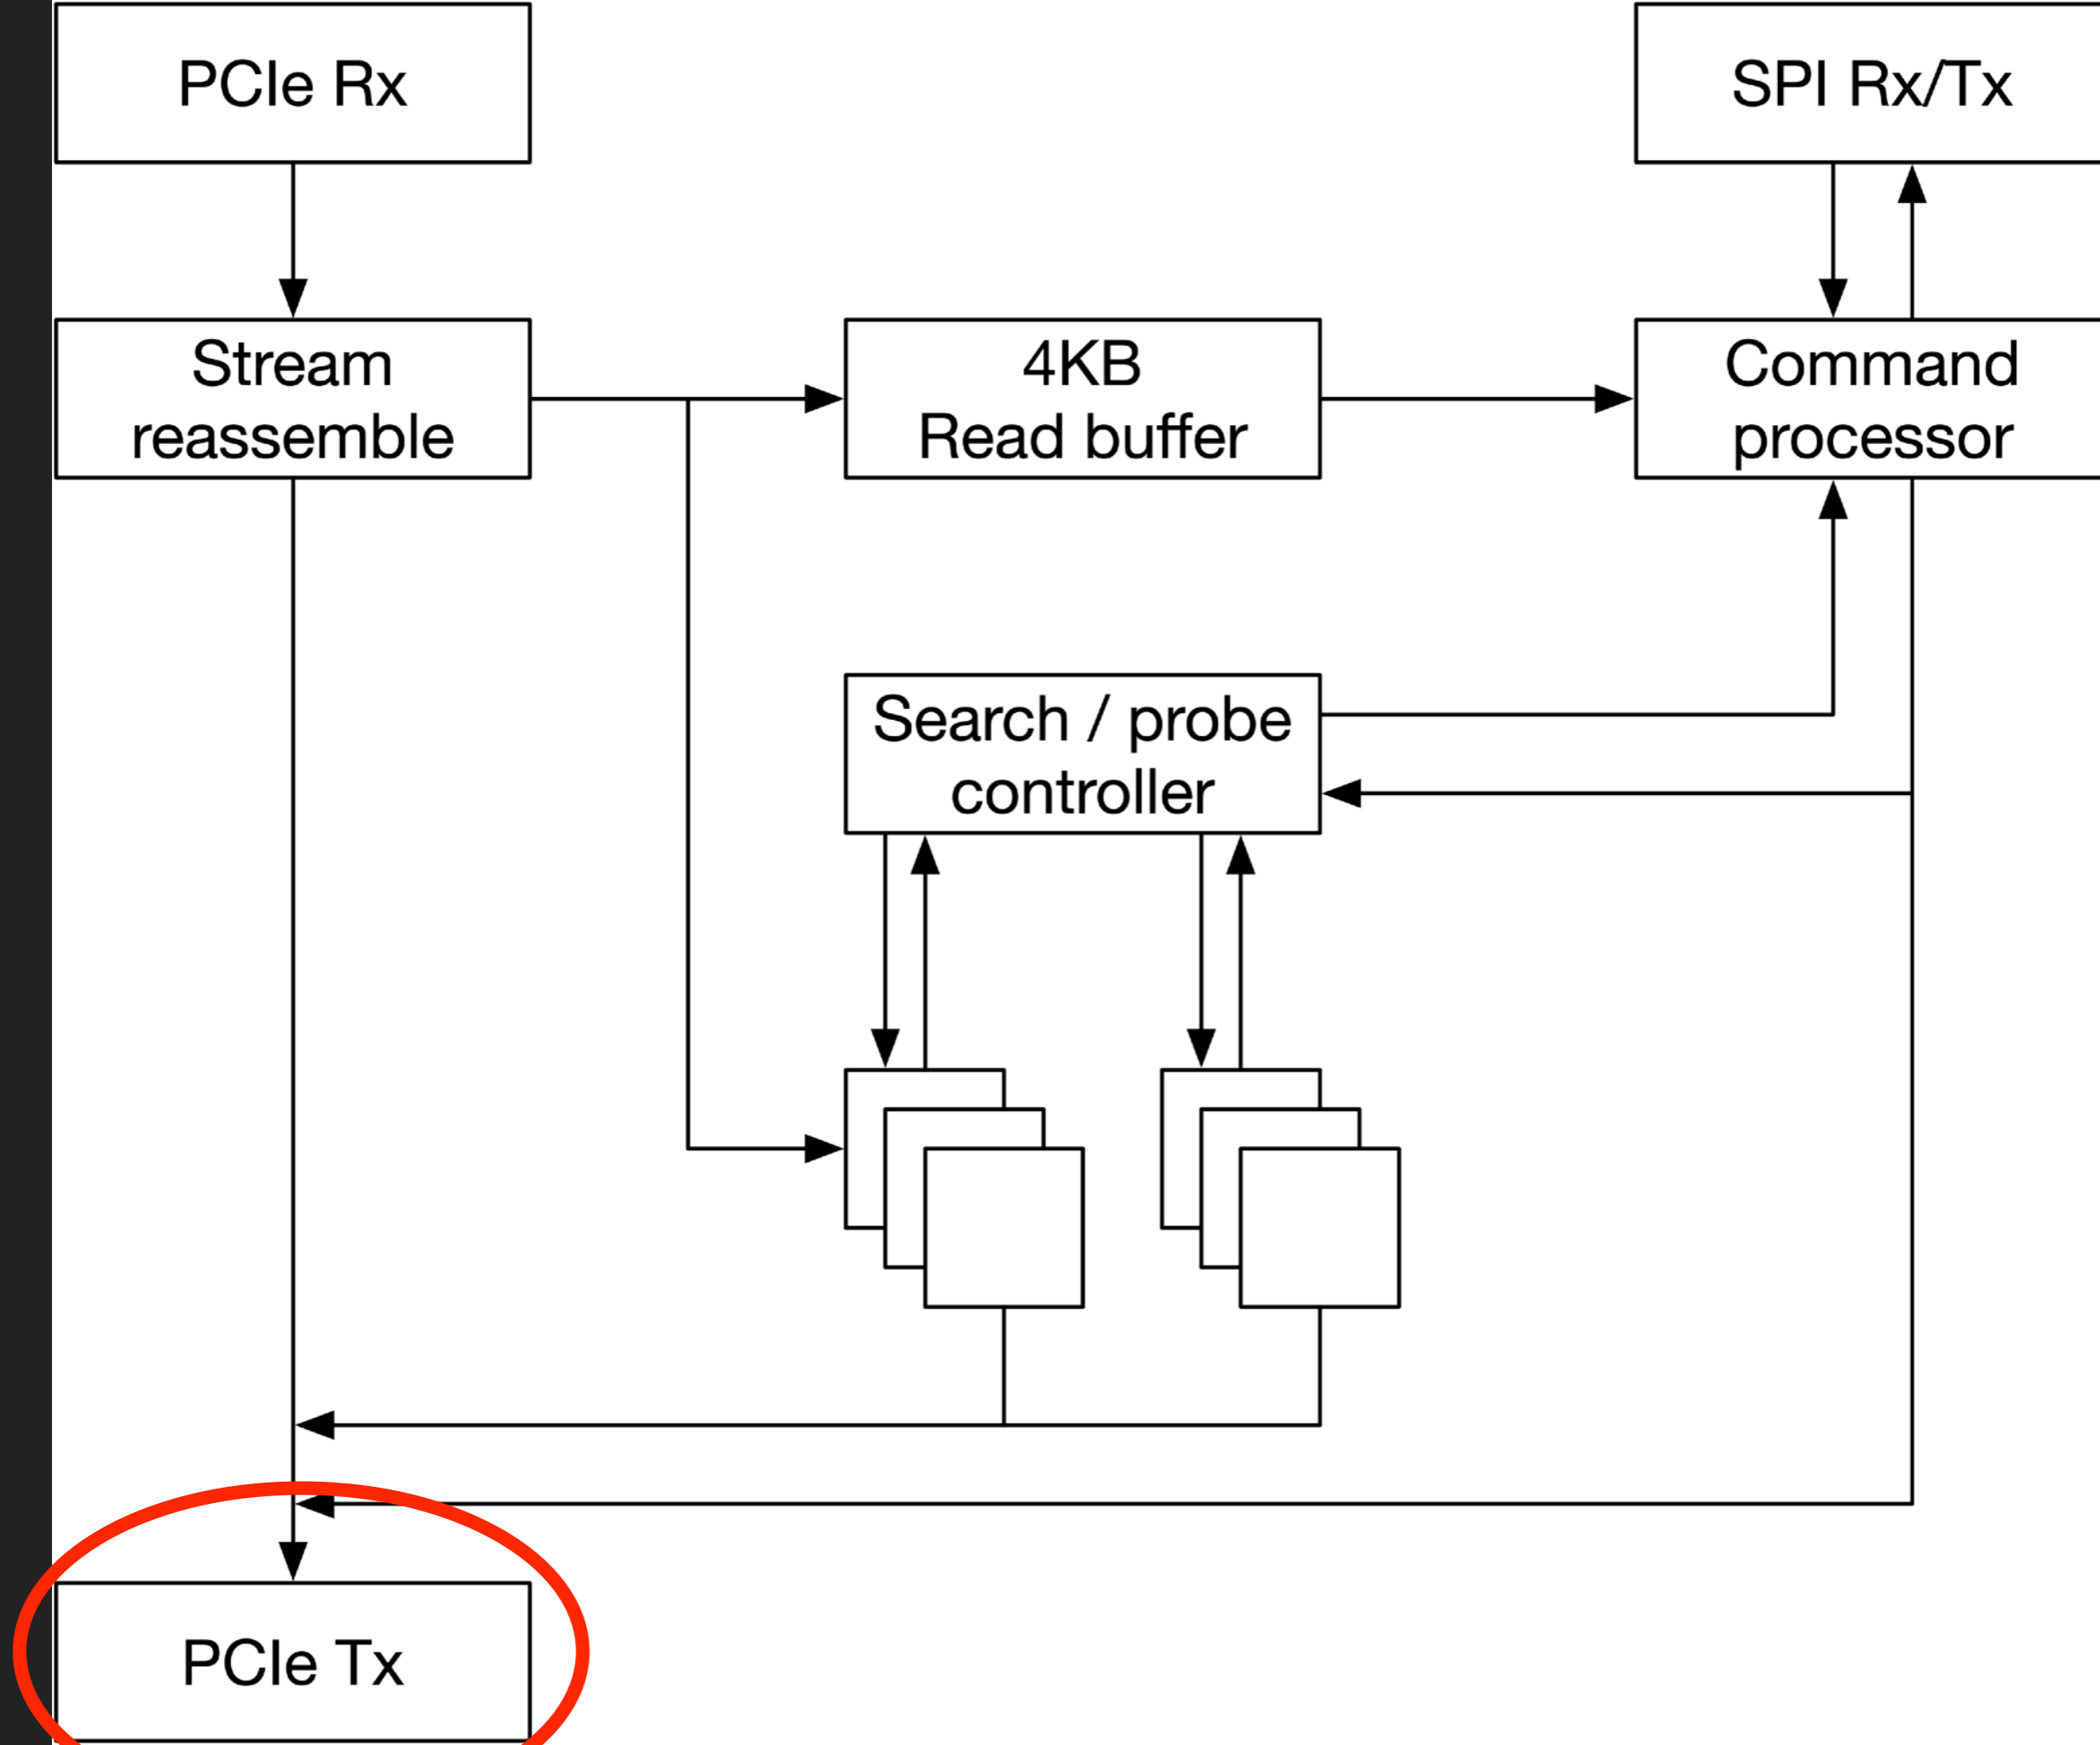 PCIe Rx
SPI Rx/Tx
Stream
reassemble
4KB
Read buffer
Command
processor
Search / probe
controller
PCIe Tx